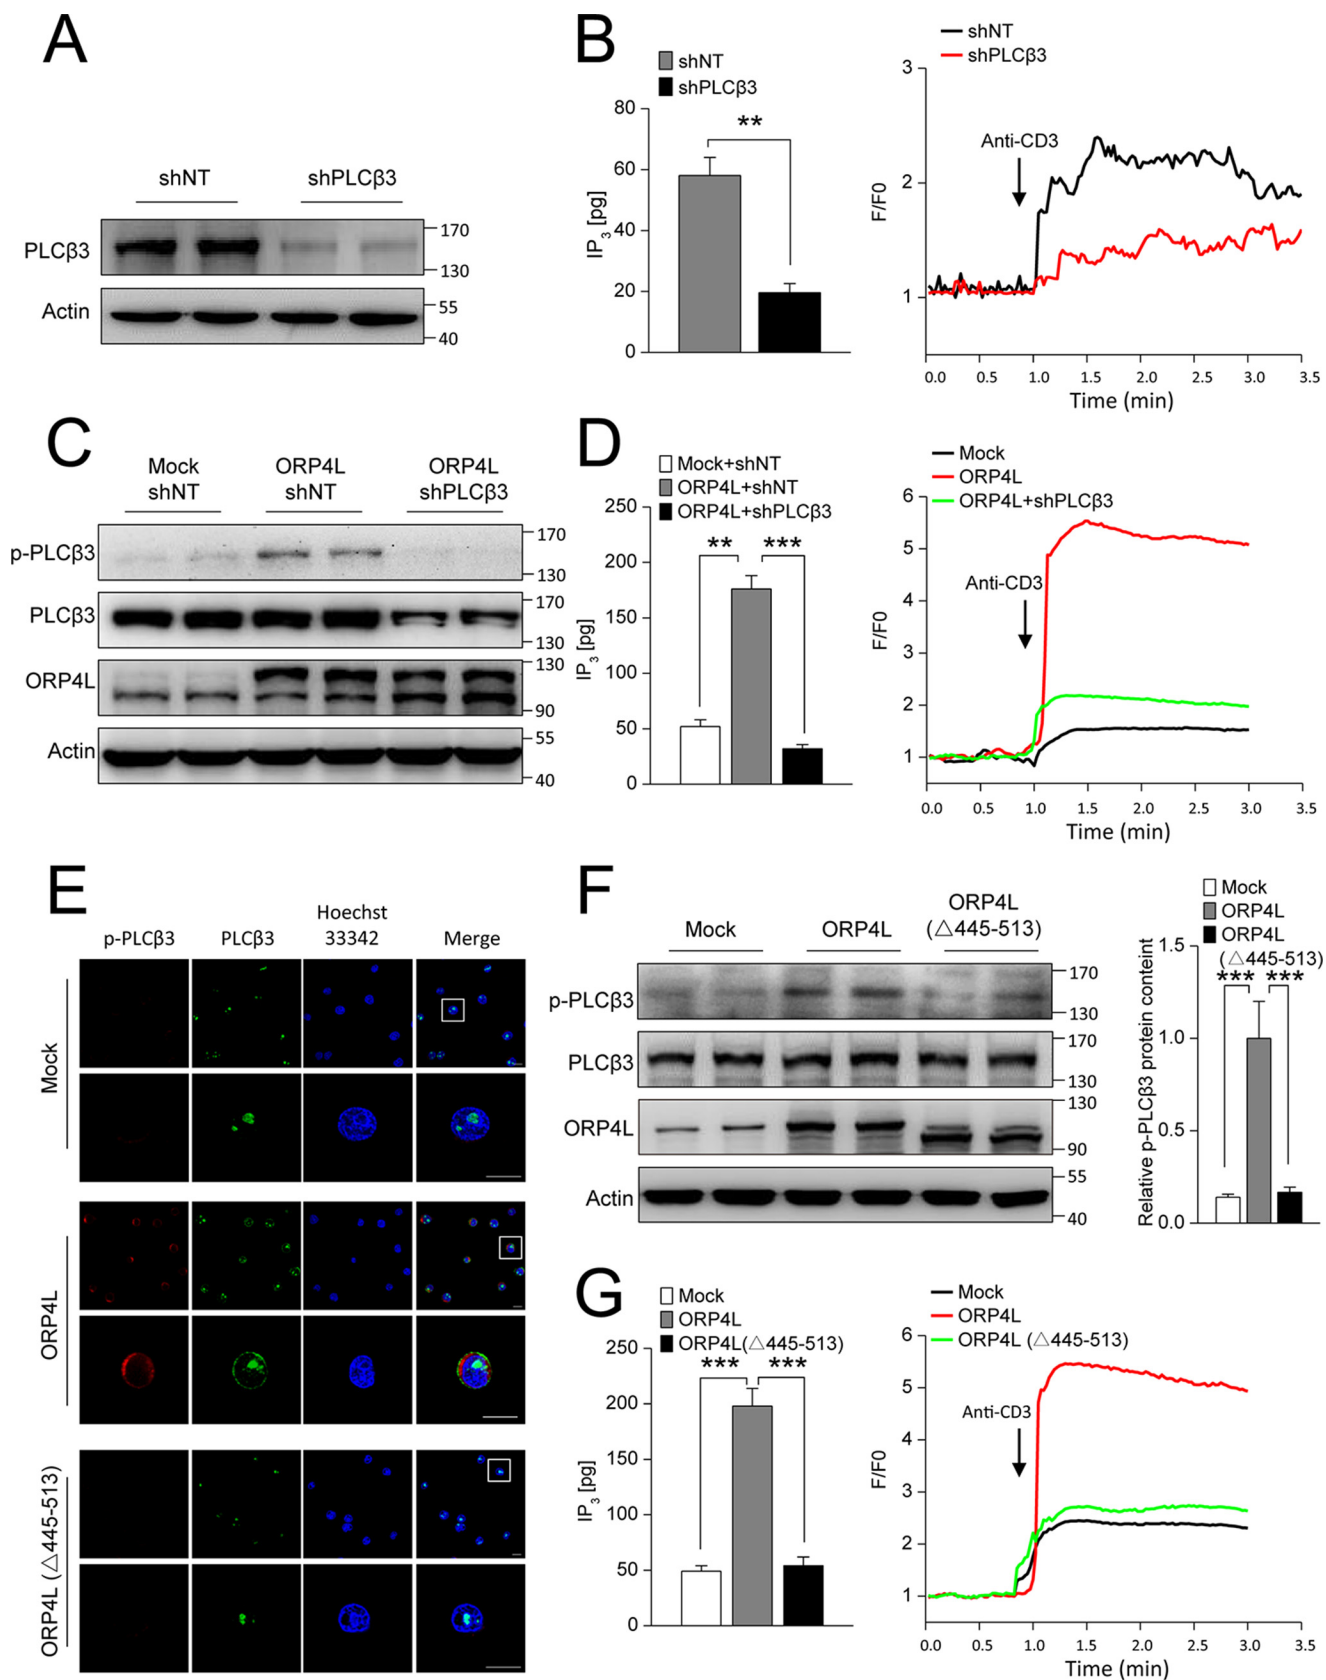 A
shNT
shPLCβ3
PLCβ3
170
130
Actin
55
40
B
shNT
shPLCβ3
IP3 [pg]
80
60
40
20
0
**
shNT
shPLCβ3
F/F0
3
2
1
Anti-CD3
0.0 0.5 1.0 1.5 2.0 2.5 3.0 3.5
Time (min)
C
Mock shNT
ORP4L shNT
ORP4L shPLCβ3
p-PLCβ3
170
130
PLCβ3
170
130
ORP4L
130
90
Actin
55
40
D
Mock+shNT
ORP4L+shNT
ORP4L+shPLCβ3
IP3 [pg]
250
200
150
100
50
0
** ***
Mock
ORP4L
ORP4L+shPLCβ3
F/F0
6
5
4
3
2
1
Anti-CD3
0.0 0.5 1.0 1.5 2.0 2.5 3.0 3.5
Time (min)
E
p-PLCβ3
PLCβ3
Hoechst 33342
Merge
Mock
ORP4L
ORP4L (△445-513)
F
Mock
ORP4L
ORP4L (△445-513)
p-PLCβ3
170
130
PLCβ3
170
130
ORP4L
130
90
Actin
55
40
Mock
ORP4L
ORP4L
(△445-513)
Relative p-PLCβ3 protein conteint
1.5
1.0
0.5
0.0
*** ***
G
Mock
ORP4L
ORP4L(△445-513)
IP3 [pg]
250
200
150
100
50
0
*** ***
Mock
ORP4L
ORP4L (△445-513)
F/F0
6
5
4
3
2
1
Anti-CD3
0.0 0.5 1.0 1.5 2.0 2.5 3.0 3.5
Time (min)